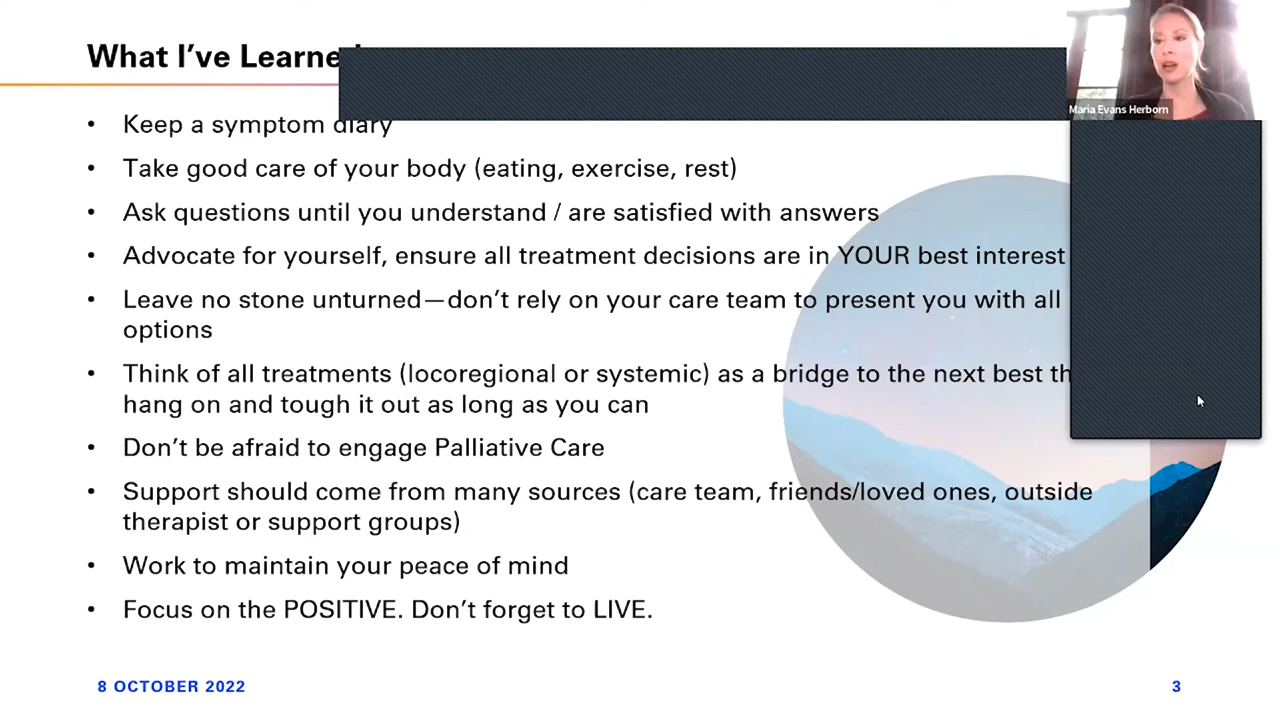 What I've Learne
Maria Evans Herborn
• Keep a symptom diary
• Take good care of your body (eating, exercise, rest)
• Ask questions until you understand / are satisfied with answers
• Advocate for yourself, ensure all treatment decisions are in YOUR best interest
• Leave no stone unturned—don't rely on your care team to present you with all
options
• Think of all treatments (locoregional or systemic) as a bridge to the next best th
hang on and tough it out as long as you can
• Don't be afraid to engage Palliative Care
• Support should come from many sources (care team, friends/loved ones, outside
therapist or support groups)
• Work to maintain your peace of mind
• Focus on the POSITIVE. Don't forget to LIVE.
8 OCTOBER 2022
3